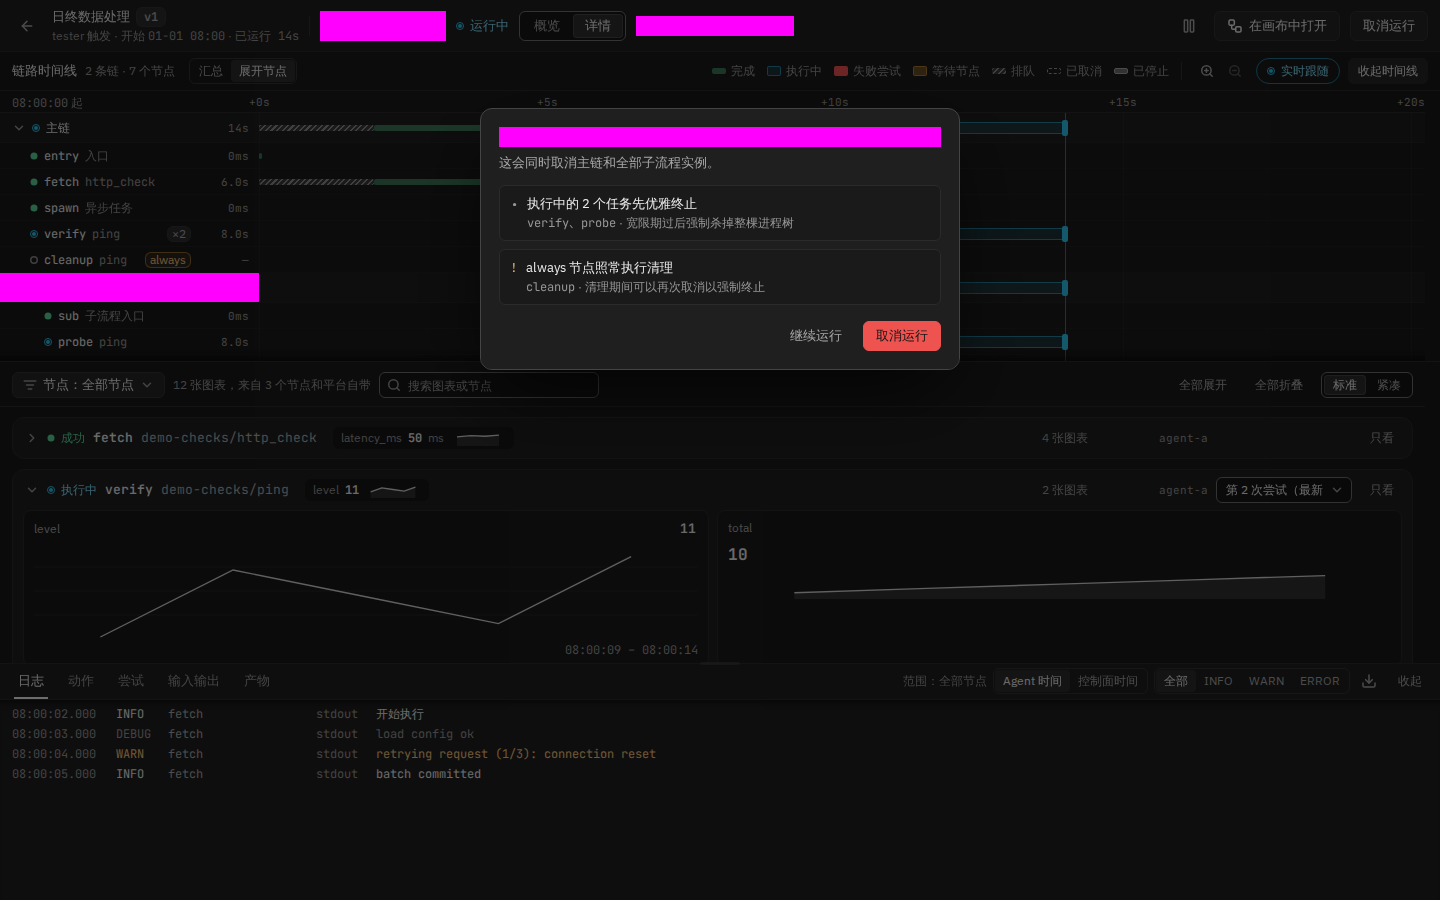 日终数据处理 v1
tester 触发 · 开始 01-01 08:00 · 已运行 14s
运行中 概览 详情
在画布中打开 取消运行
链路时间线 2 条链 · 7 个节点 汇总 展开节点
完成 执行中 失败尝试 等待节点 排队 已取消 已停止 实时跟随 收起时间线
08:00:00 起 +0s +5s +10s +15s +20s
主链 14s
entry 入口 0ms
fetch http_check 6.0s
spawn 异步任务 0ms
verify ping ×2 8.0s
cleanup ping always –
sub 子流程入口 0ms
probe ping 8.0s
这会同时取消主链和全部子流程实例。
执行中的 2 个任务先优雅终止
verify、probe · 宽限期过后强制杀掉整棵进程树
! always 节点照常执行清理
cleanup · 清理期间可以再次取消以强制终止
继续运行 取消运行
节点：全部节点 12 张图表，来自 3 个节点和平台自带 搜索图表或节点 全部展开 全部折叠 标准 紧凑
成功 fetch demo-checks/http_check latency_ms 50 ms 4 张图表 agent-a 只看
执行中 verify demo-checks/ping level 11 2 张图表 agent-a 第 2 次尝试（最新 只看
level 11
08:00:09 – 08:00:14
total
10
日志 动作 尝试 输入输出 产物 范围：全部节点 Agent 时间 控制面时间 全部 INFO WARN ERROR 收起
08:00:02.000 INFO fetch stdout 开始执行
08:00:03.000 DEBUG fetch stdout load config ok
08:00:04.000 WARN fetch stdout retrying request (1/3): connection reset
08:00:05.000 INFO fetch stdout batch committed